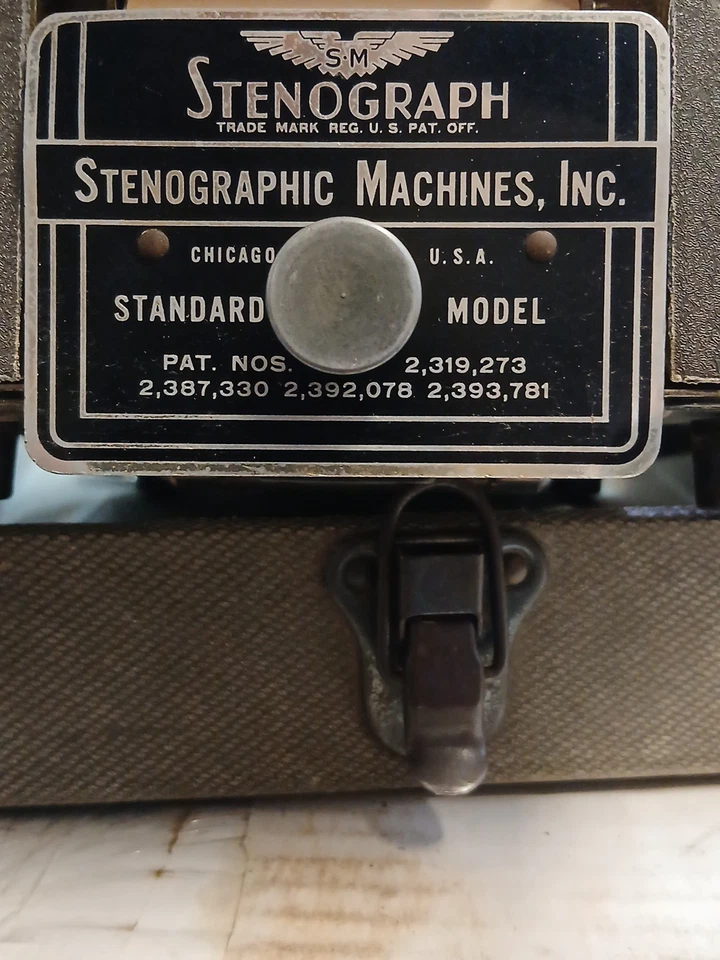 S·M
STENOGRAPH
TRADE MARK REG. U. S. PAT. OFF.
STENOGRAPHIC MACHINES, INC.
CHICAGO U.S.A.
STANDARD MODEL
PAT. NOS. 2,319,273
2,387,330 2,392,078 2,393,781